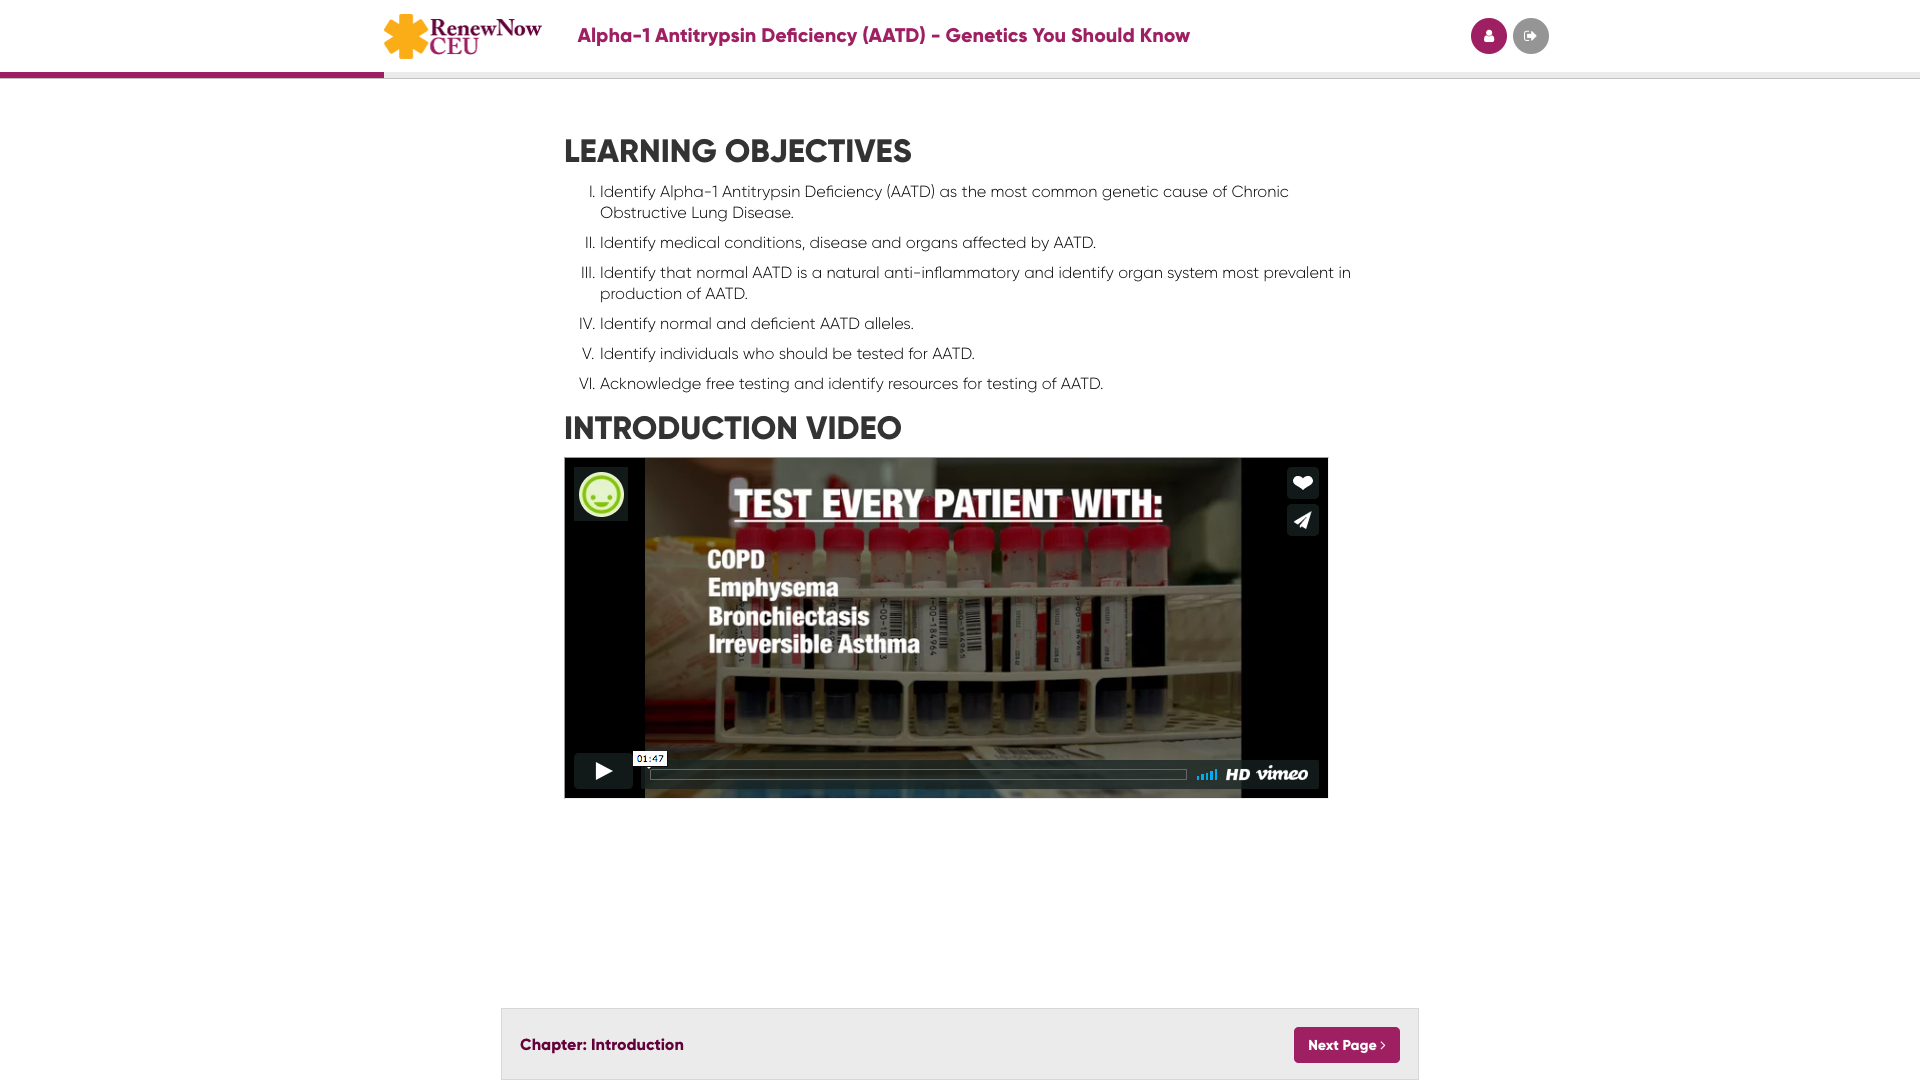 RenewNow
CEU
Alpha-1 Antitrypsin Deficiency (AATD) - Genetics You Should Know
LEARNING OBJECTIVES
I. Identify Alpha-1 Antitrypsin Deficiency (AATD) as the most common genetic cause of Chronic
Obstructive Lung Disease.
II. Identify medical conditions, disease and organs affected by AATD.
III. Identify that normal AATD is a natural anti-inflammatory and identify organ system most prevalent in
production of AATD.
IV. Identify normal and deficient AATD alleles.
V. Identify individuals who should be tested for AATD.
VI. Acknowledge free testing and identify resources for testing of AATD.
INTRODUCTION VIDEO
TEST EVERY PATIENT WITH:
COPD
Emphysema
Bronchiectasis
Irreversible Asthma
01:47
HD vimeo
Chapter: Introduction
Next Page >